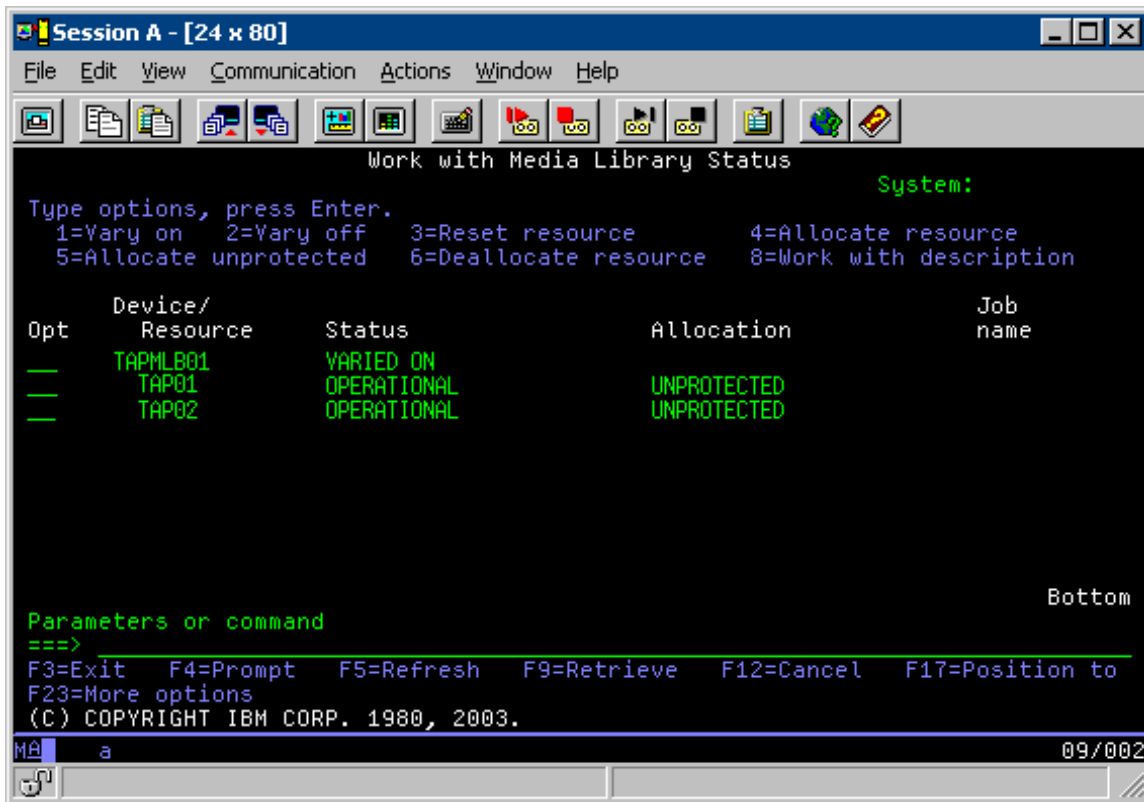 Session A - [24 x 80]
File Edit View Communication Actions Window Help
Work with Media Library Status
System:
Type options, press Enter.
1=Vary on 2=Vary off 3=Reset resource 4=Allocate resource
5=Allocate unprotected 6=Deallocate resource 8=Work with description
Device/ Job
Opt Resource Status Allocation name
__ TAPMLB01 VARIED ON
__ TAP01 OPERATIONAL UNPROTECTED
__ TAP02 OPERATIONAL UNPROTECTED
Bottom
Parameters or command
===>
F3=Exit F4=Prompt F5=Refresh F9=Retrieve F12=Cancel F17=Position to
F23=More options
(C) COPYRIGHT IBM CORP. 1980, 2003.
MA a 09/002